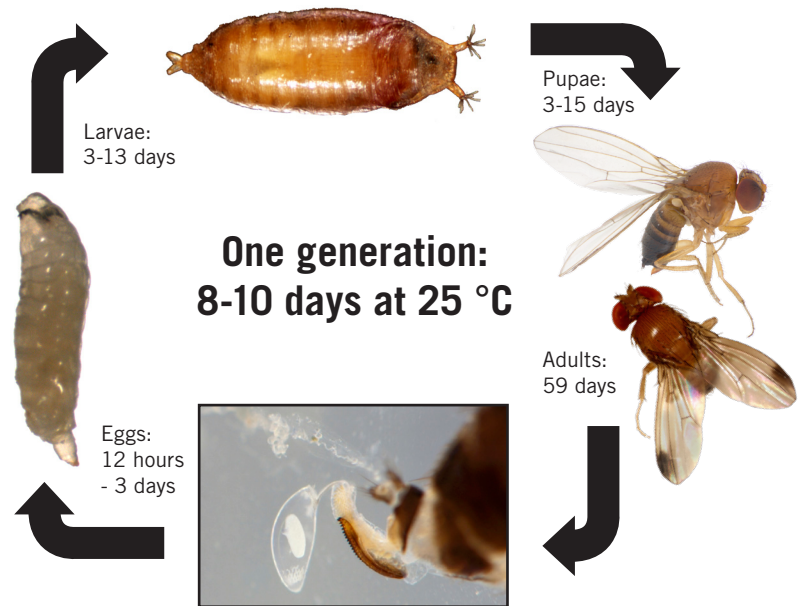 Larvae:
3-13 days
Pupae:
3-15 days
One generation:
8-10 days at 25 °C
Adults:
59 days
Eggs:
12 hours
- 3 days